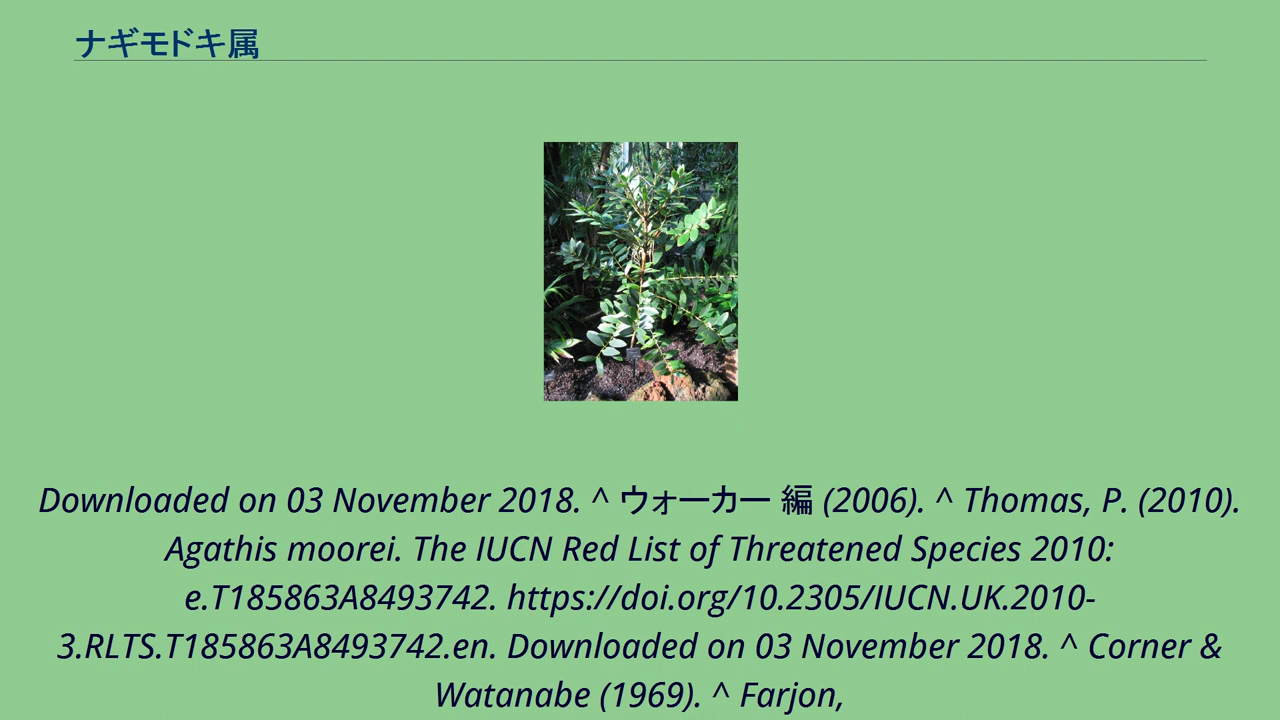 ナギモドキ属
Downloaded on 03 November 2018. ^ ウォーカー 編 (2006). ^ Thomas, P. (2010).
Agathis moorei. The IUCN Red List of Threatened Species 2010:
e.T185863A8493742. https://doi.org/10.2305/IUCN.UK.2010-
3.RLTS.T185863A8493742.en. Downloaded on 03 November 2018. ^ Corner &
Watanabe (1969). ^ Farjon,